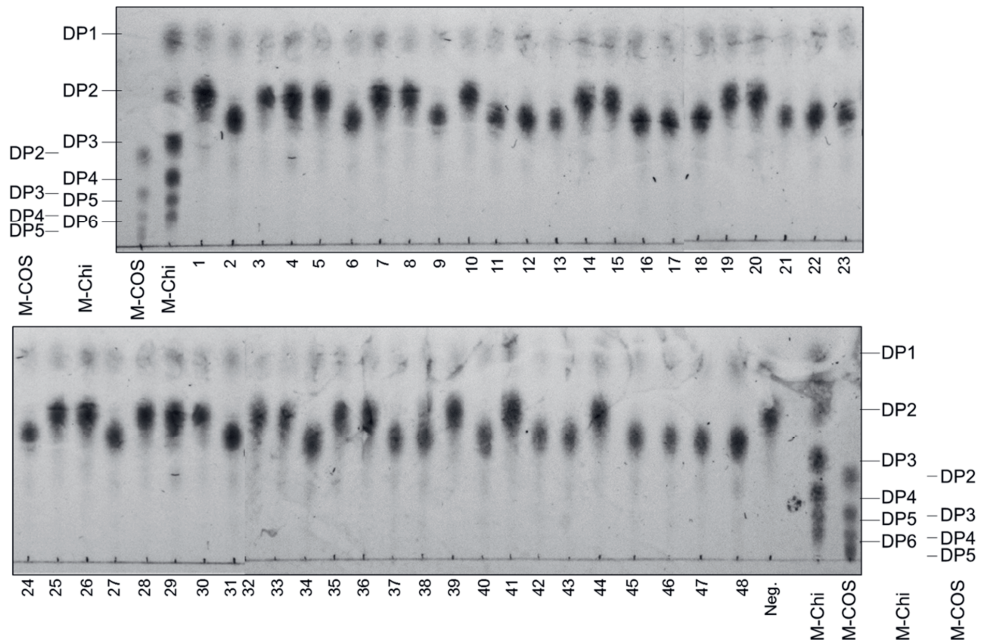 DP1
DP2
DP3
DP2
DP4
DP3
DP5
DP4
DP6
DP5
M-COS
M-Chi
M-COS
M-Chi
1 2 3 4 5 6 7 8 9 10 11 12 13 14 15 16 17 18 19 20 21 22 23
DP1
DP2
DP3
DP2
DP4
DP3
DP5
DP4
DP6
DP5
24 25 26 27 28 29 30 31 32 33 34 35 36 37 38 39 40 41 42 43 44 45 46 47 48 Neg. M-Chi M-COS M-Chi M-COS